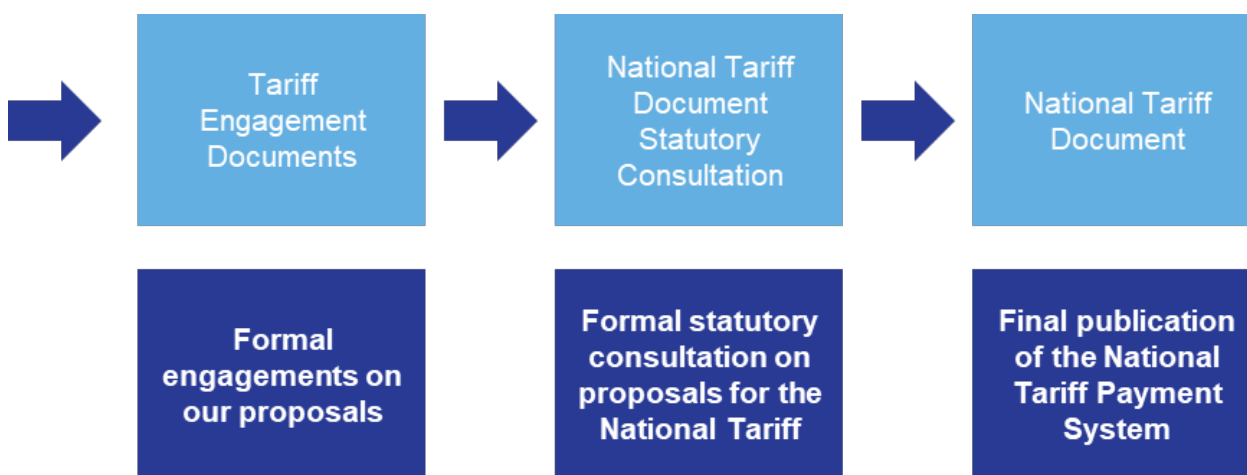 Tariff
Engagement
Documents
National Tariff
Document
Statutory
Consultation
National Tariff
Document
Formal
engagements on
our proposals
Formal statutory
consultation on
proposals for the
National Tariff
Final publication
of the National
Tariff Payment
System